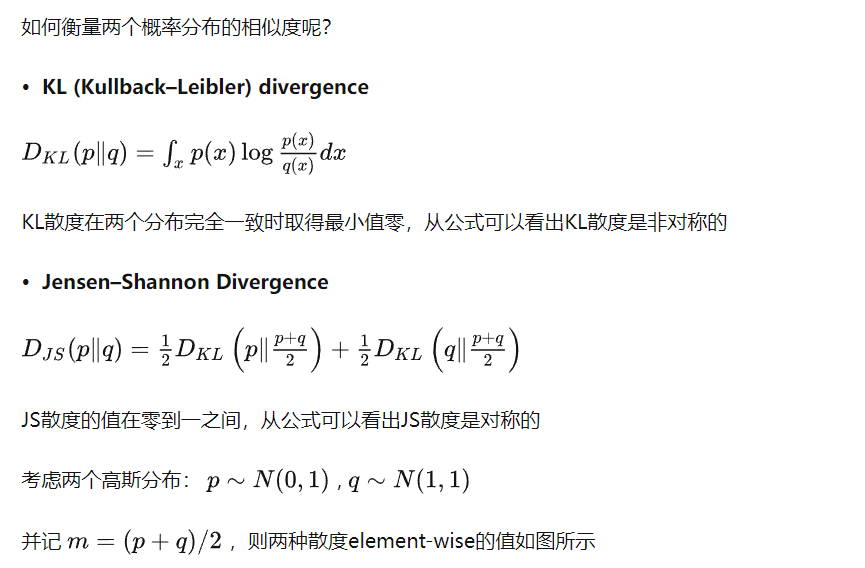 如何衡量两个概率分布的相似度呢？
• KL (Kullback–Leibler) divergence
D_{KL}(p‖q) = ∫_x p(x) log \frac{p(x)}{q(x)} dx
KL散度在两个分布完全一致时取得最小值零，从公式可以看出KL散度是非对称的
• Jensen–Shannon Divergence
D_{JS}(p‖q) = \frac{1}{2} D_{KL} (p‖\frac{p+q}{2}) + \frac{1}{2} D_{KL} (q‖\frac{p+q}{2})
JS散度的值在零到一之间，从公式可以看出JS散度是对称的
考虑两个高斯分布： p ∼ N(0, 1) , q ∼ N(1, 1)
并记 m = (p + q)/2 ，则两种散度element-wise的值如图所示